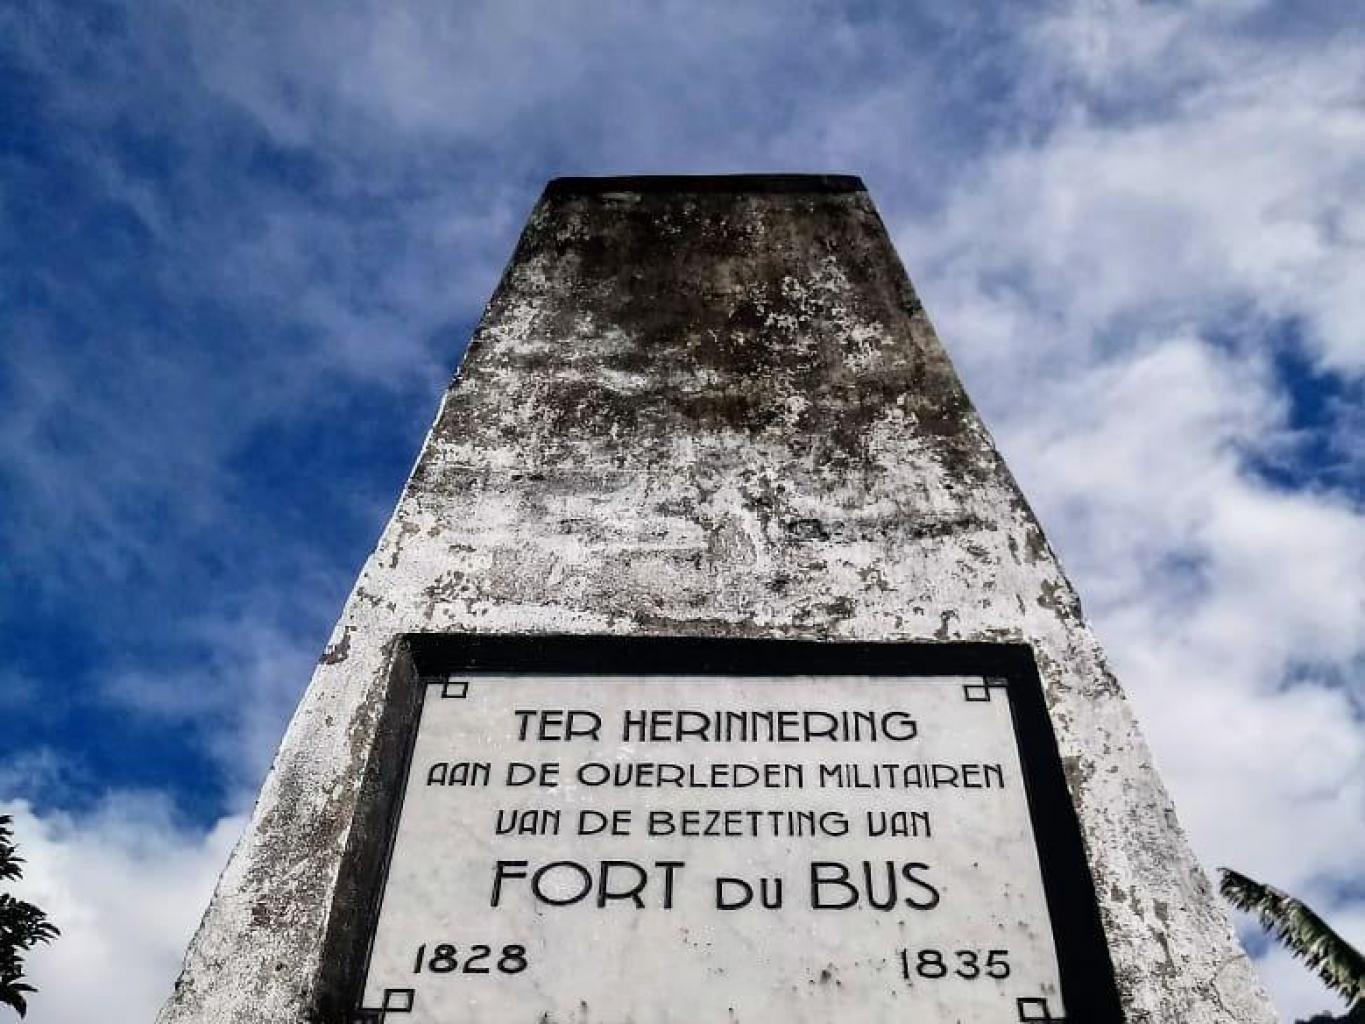 TER HERINNERING
AAN DE OVERLEDEN MILITAIREN
VAN DE BEZETTING VAN
FORT DU BUS
1828 1835